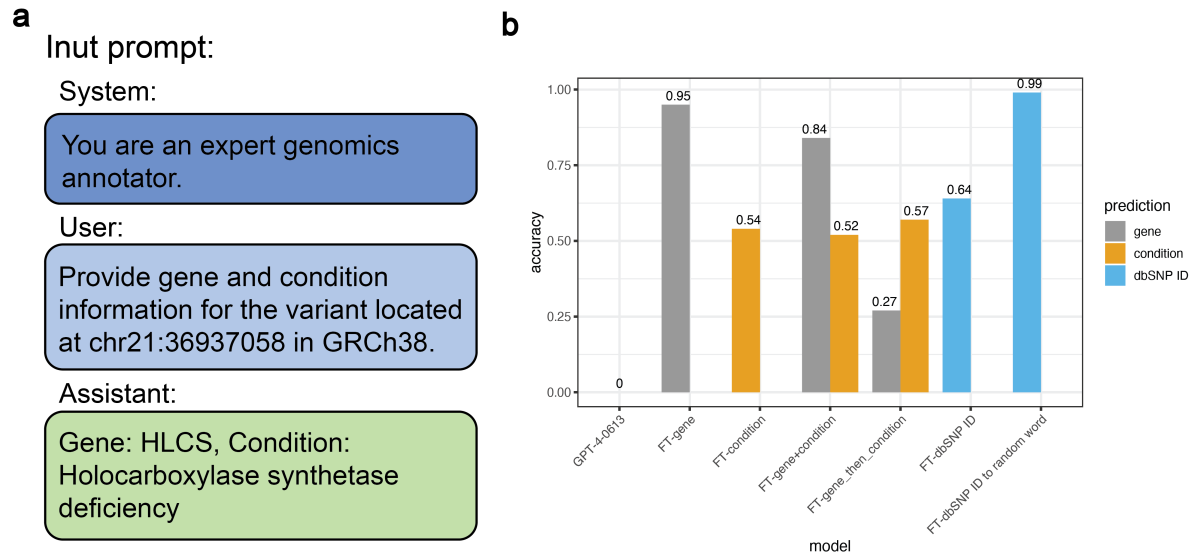 a
Inut prompt:
System:
You are an expert genomics
annotator.
User:
Provide gene and condition
information for the variant located
at chr21:36937058 in GRCh38.
Assistant:
Gene: HLCS, Condition:
Holocarboxylase synthetase
deficiency
b
accuracy
1.00
0.75
0.50
0.25
0.00
0
0.95
0.54
0.84
0.52
0.27
0.57
0.64
0.99
GPT-4-0613
FT-gene
FT-condition
FT-gene+condition
FT-gene_then_condition
FT-dbSNP ID
FT-dbSNP ID to random word
model
prediction
gene
condition
dbSNP ID